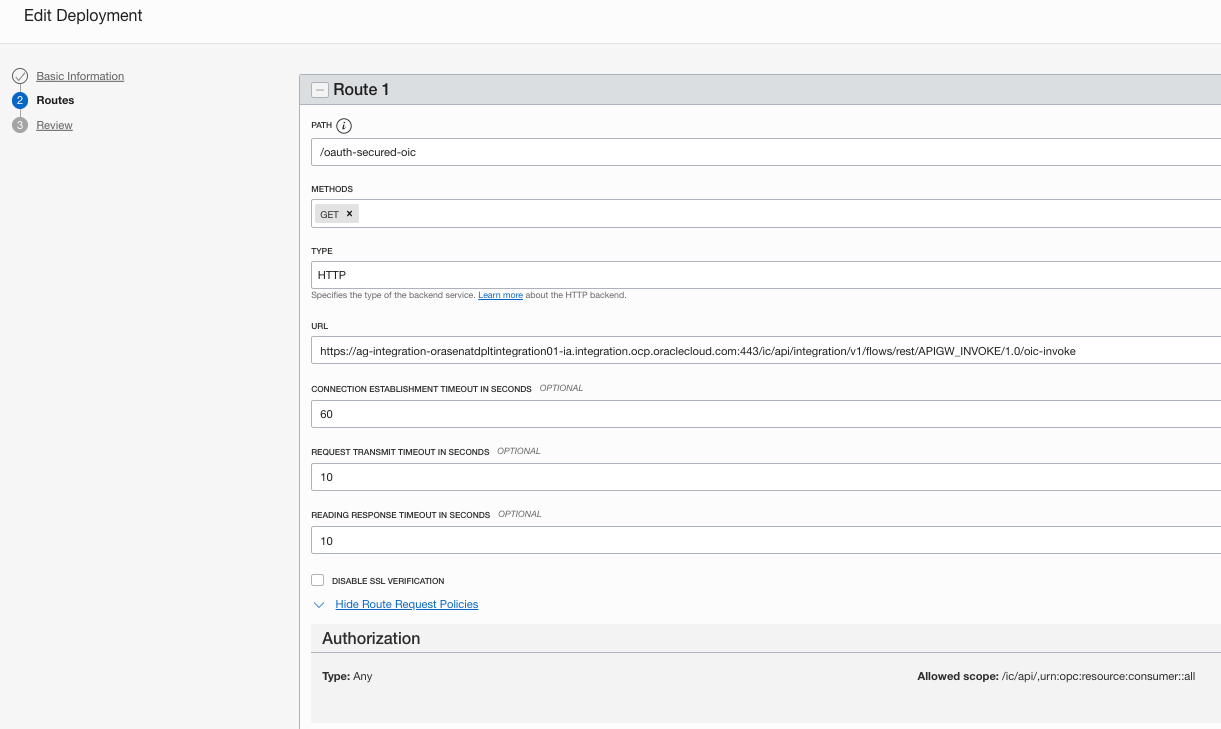 Edit Deployment
Basic Information
2 Routes
3 Review
Route 1
PATH i
/oauth-secured-oic
METHODS
GET ×
TYPE
HTTP
Specifies the type of the backend service. Learn more about the HTTP backend.
URL
https://ag-integration-orasenatdpltintegration01-ia.integration.ocp.oraclecloud.com:443/ic/api/integration/v1/flows/rest/APIGW_INVOKE/1.0/oic-invoke
CONNECTION ESTABLISHMENT TIMEOUT IN SECONDS OPTIONAL
60
REQUEST TRANSMIT TIMEOUT IN SECONDS OPTIONAL
10
READING RESPONSE TIMEOUT IN SECONDS OPTIONAL
10
DISABLE SSL VERIFICATION
Hide Route Request Policies
Authorization
Type: Any Allowed scope: /ic/api/,urn:opc:resource:consumer::all